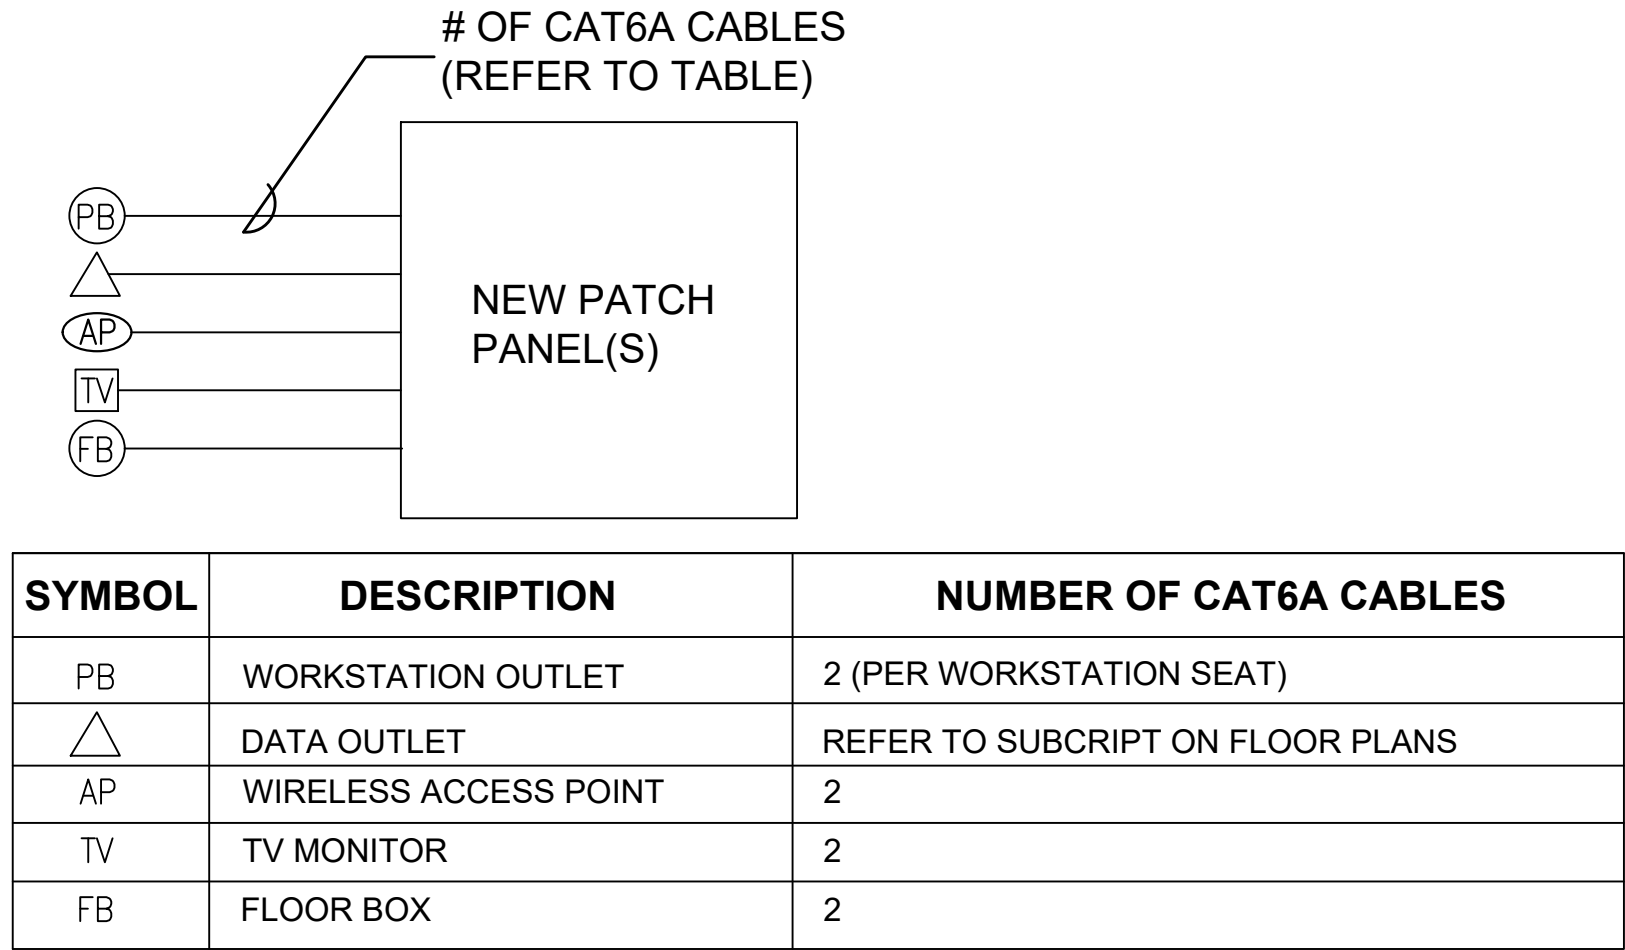 # OF CAT6A CABLES
(REFER TO TABLE)
PB
AP
TV
FB
NEW PATCH
PANEL(S)
SYMBOL DESCRIPTION NUMBER OF CAT6A CABLES
PB WORKSTATION OUTLET 2 (PER WORKSTATION SEAT)
DATA OUTLET REFER TO SUBCRIPT ON FLOOR PLANS
AP WIRELESS ACCESS POINT 2
TV TV MONITOR 2
FB FLOOR BOX 2